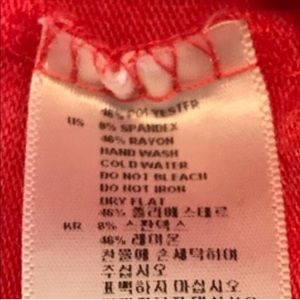 46% POLYESTER
US 8% SPANDEX
46% RAYON
HAND WASH
COLD WATER
DO NOT BLEACH
DO NOT IRON
DRY FLAT
46% 폴리에스테르
KR 8% 스판덱스
46% 레이온
찬물에 손세탁하여
주십시오
표백하지 마십시오